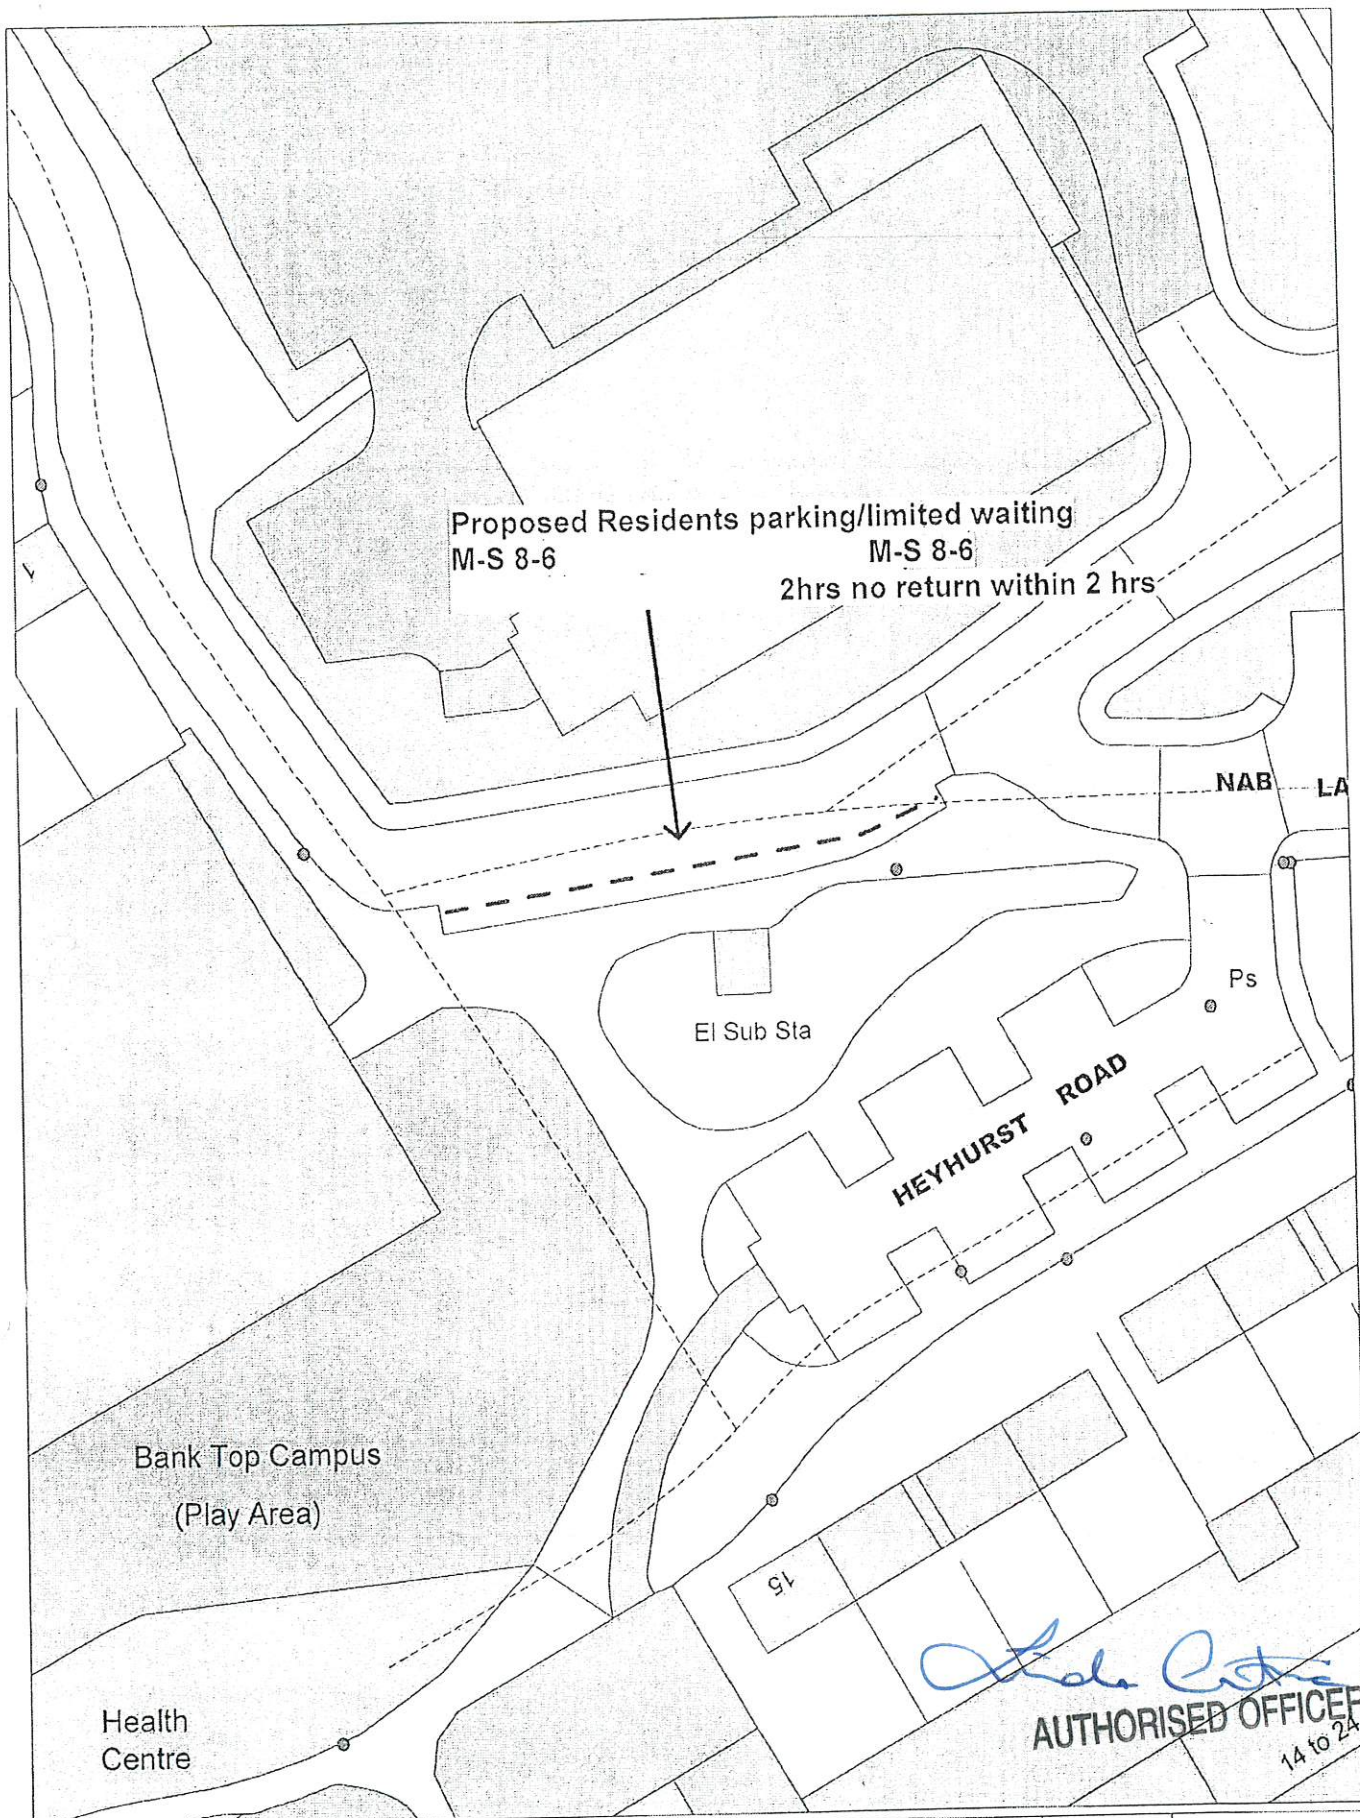 Proposed Residents parking/limited waiting
M-S 8-6 M-S 8-6
2hrs no return within 2 hrs
1
NAB LA
Ps
El Sub Sta
HEYHURST ROAD
Bank Top Campus
(Play Area)
15
Health
Centre
AUTHORISED OFFICER
14 to 24